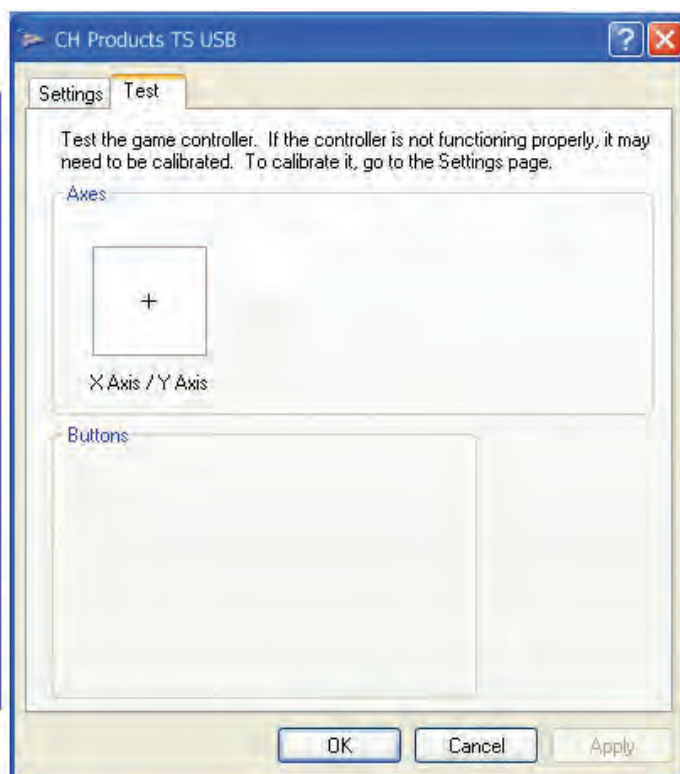 CH Products TS USB
Settings Test
Test the game controller. If the controller is not functioning properly, it may
need to be calibrated. To calibrate it, go to the Settings page.
Axes
X Axis / Y Axis
Buttons
OK Cancel Apply